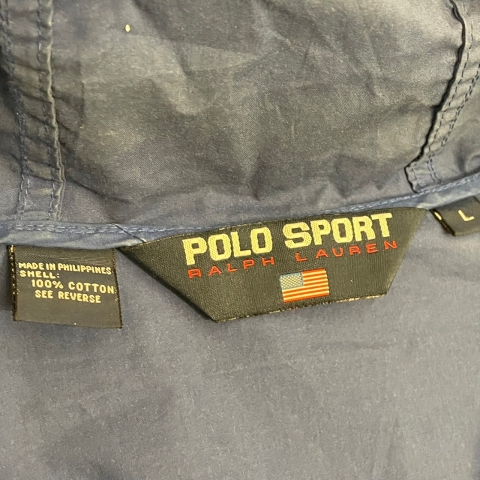 POLO SPORT
RALPH LAUREN
MADE IN PHILIPPINES
SHELL:
100% COTTON
SEE REVERSE
L